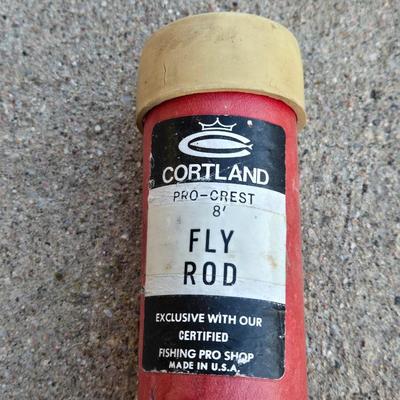 CORTLAND
PRO-CREST
8'
FLY
ROD
EXCLUSIVE WITH OUR
CERTIFIED
FISHING PRO SHOP
MADE IN U.S.A.